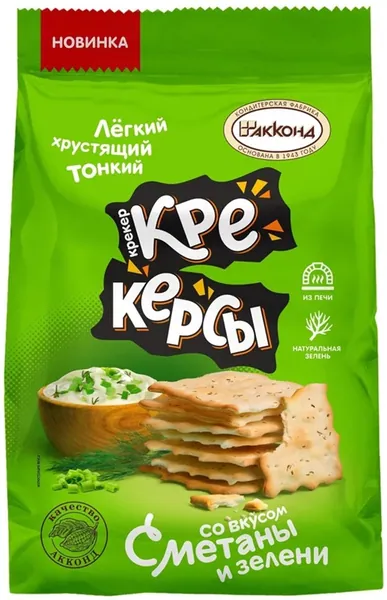 НОВИНКА
КОНДИТЕРСКАЯ ФАБРИКА
АККОНД
ОСНОВАНА В 1943 ГОДУ
Лёгкий
хрустящий
тонкий
крекер
Кре
керсы
ИЗ ПЕЧИ
НАТУРАЛЬНАЯ
ЗЕЛЕНЬ
качество
АККОНД
со вкусом
Сметаны
и зелени